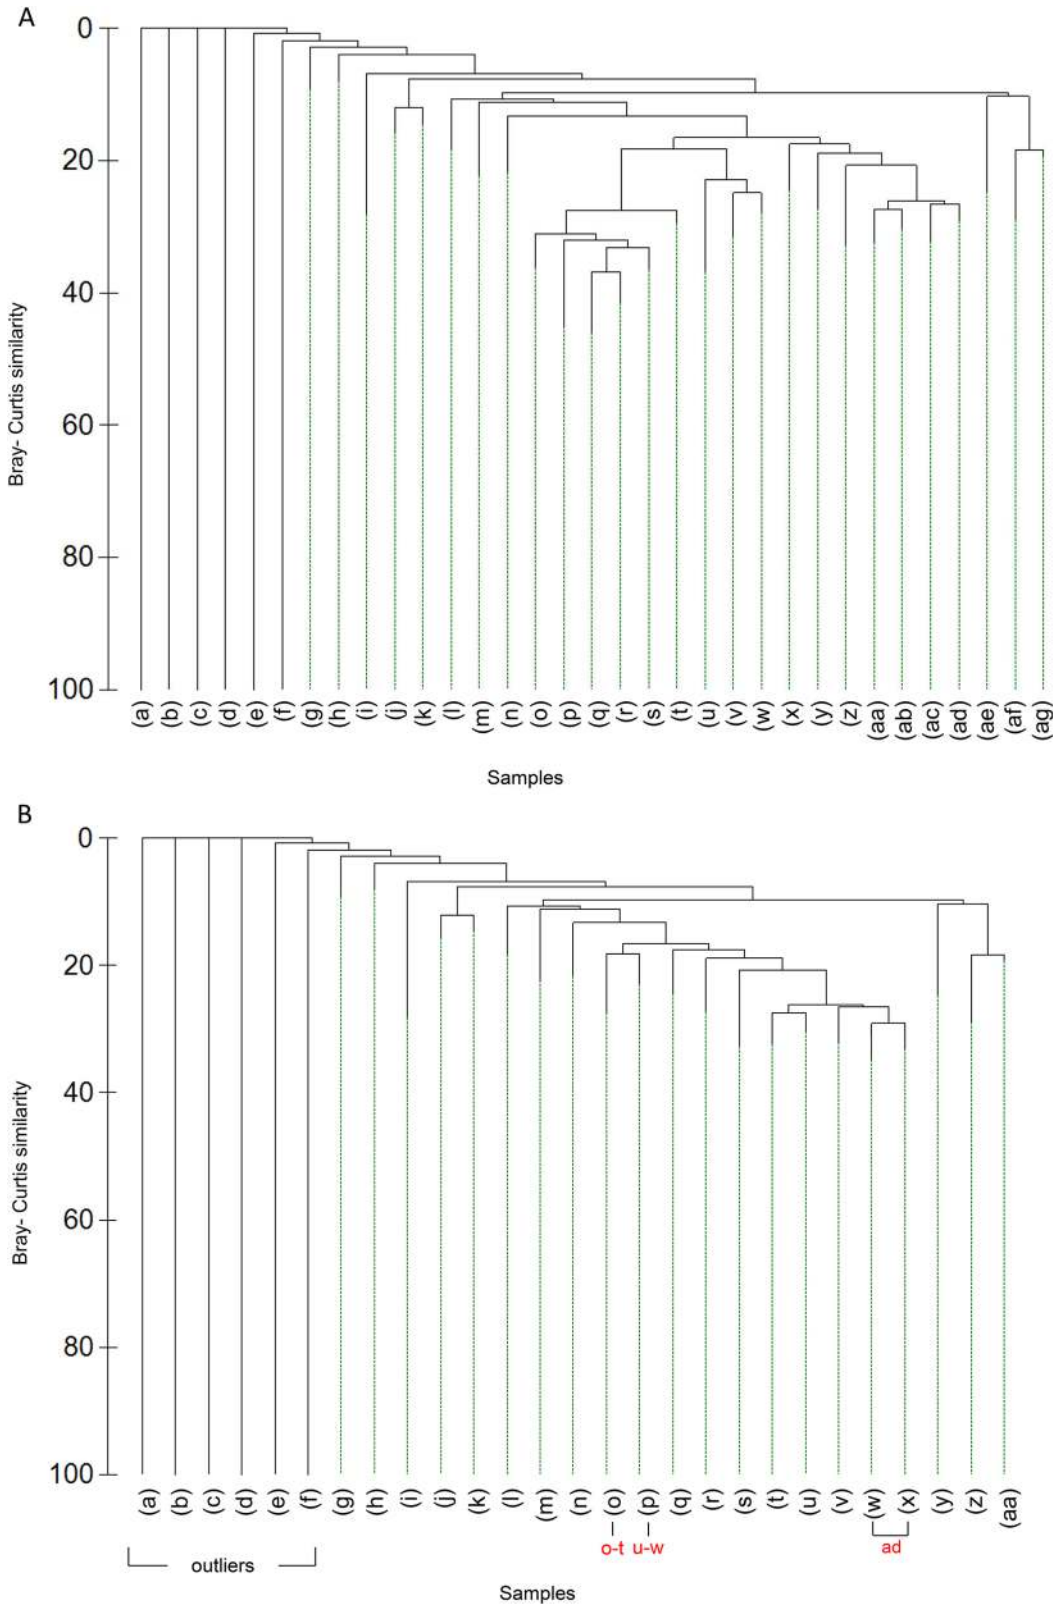 A
0
20
40
60
80
100
Bray- Curtis similarity
(a) (b) (c) (d) (e) (f) (g) (h) (i) (j) (k) (l) (m) (n) (o) (p) (q) (r) (s) (t) (u) (v) (w) (x) (y) (z) (aa) (ab) (ac) (ad) (ae) (af) (ag)
Samples
B
0
20
40
60
80
100
Bray- Curtis similarity
(a) (b) (c) (d) (e) (f) (g) (h) (i) (j) (k) (l) (m) (n) (o) (p) (q) (r) (s) (t) (u) (v) (w) (x) (y) (z) (aa)
outliers o-t u-w ad
Samples